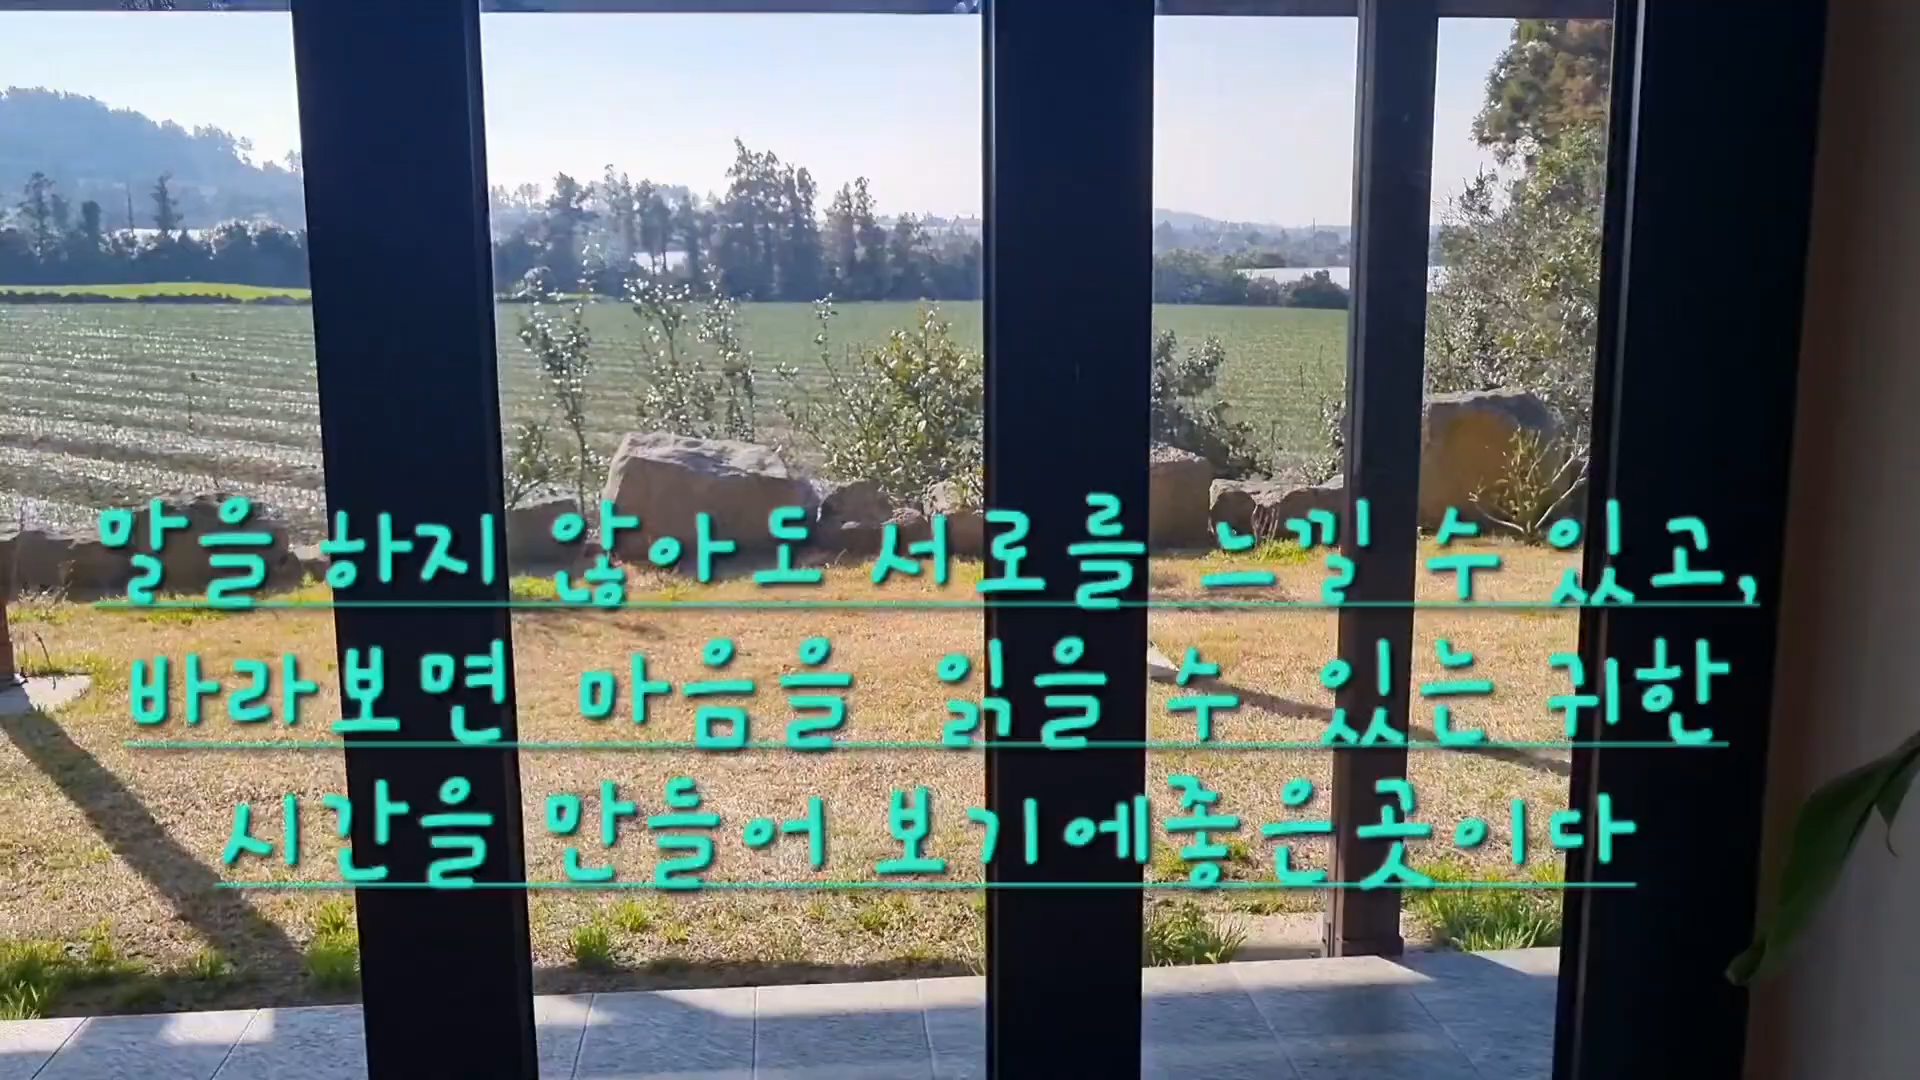 말을 하지 않아도 서로를 느낄 수 있고,
바라보면 마음을 읽을 수 있는 귀한
시간을 만들어 보기에좋은곳이다